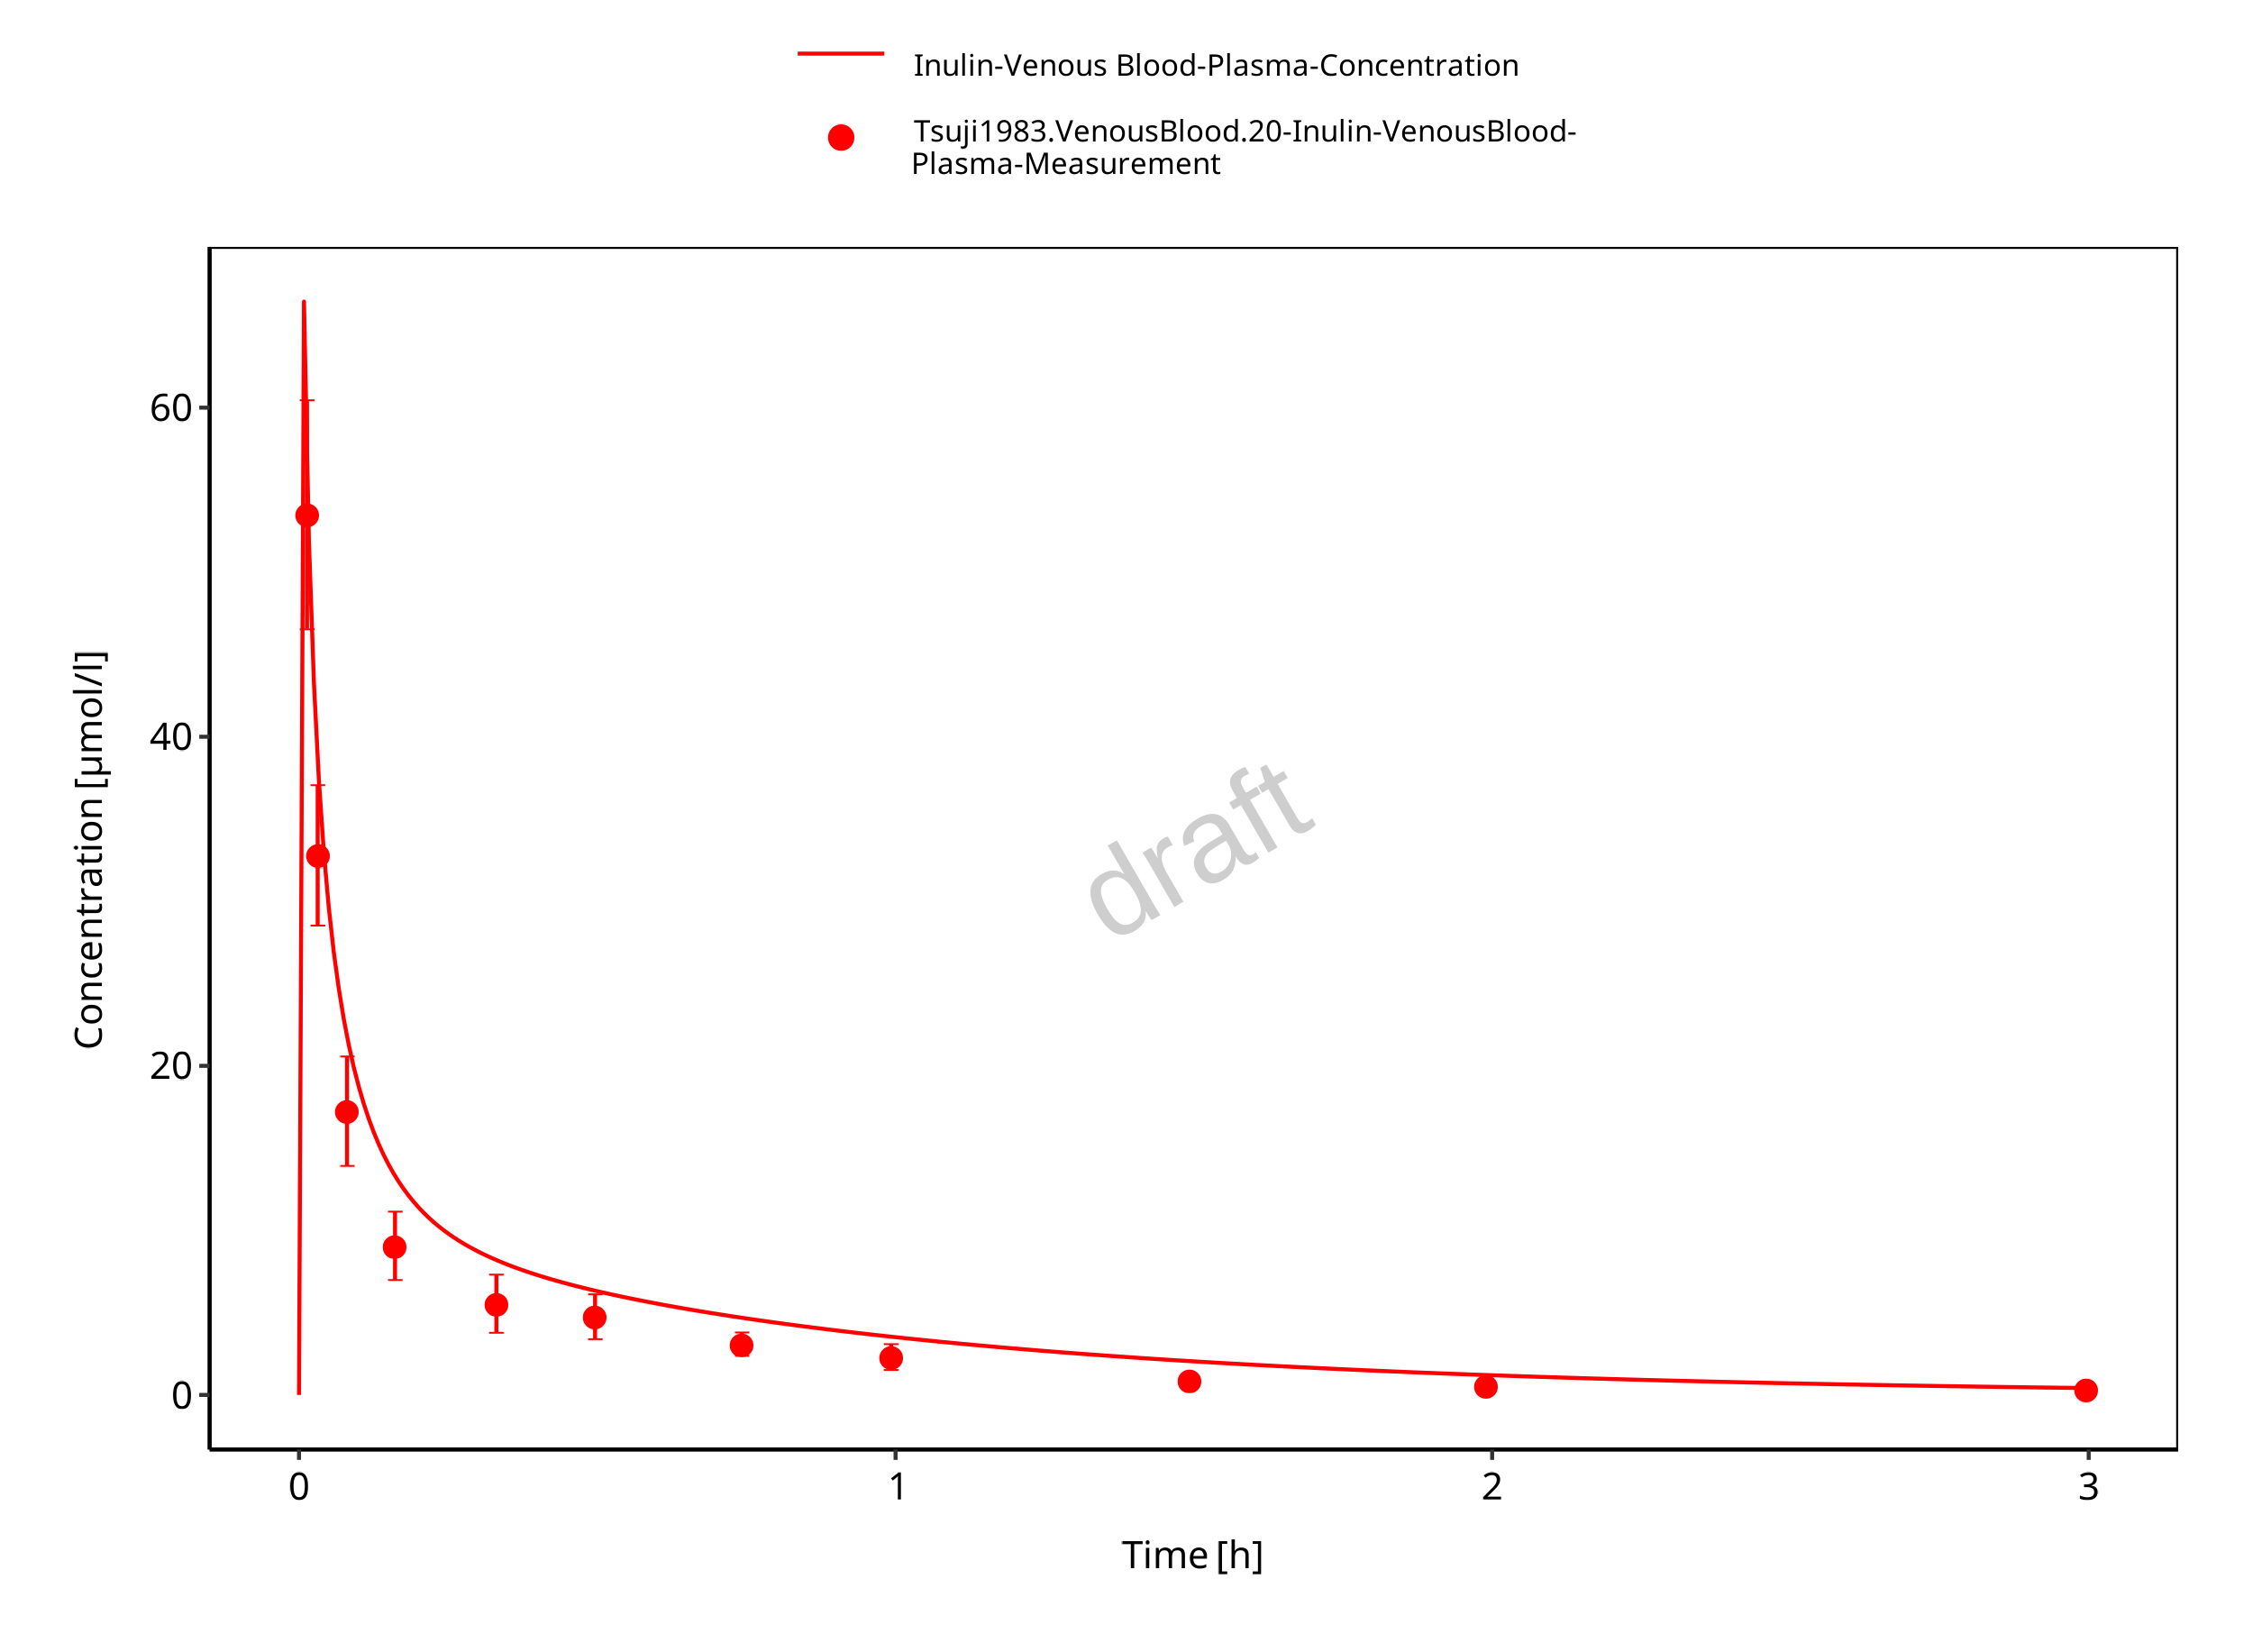 Inulin-Venous Blood-Plasma-Concentration
Tsuji1983.VenousBlood.20-Inulin-VenousBlood-
Plasma-Measurement
60
40
20
0
Concentration [µmol/l]
draft
0 1 2 3
Time [h]